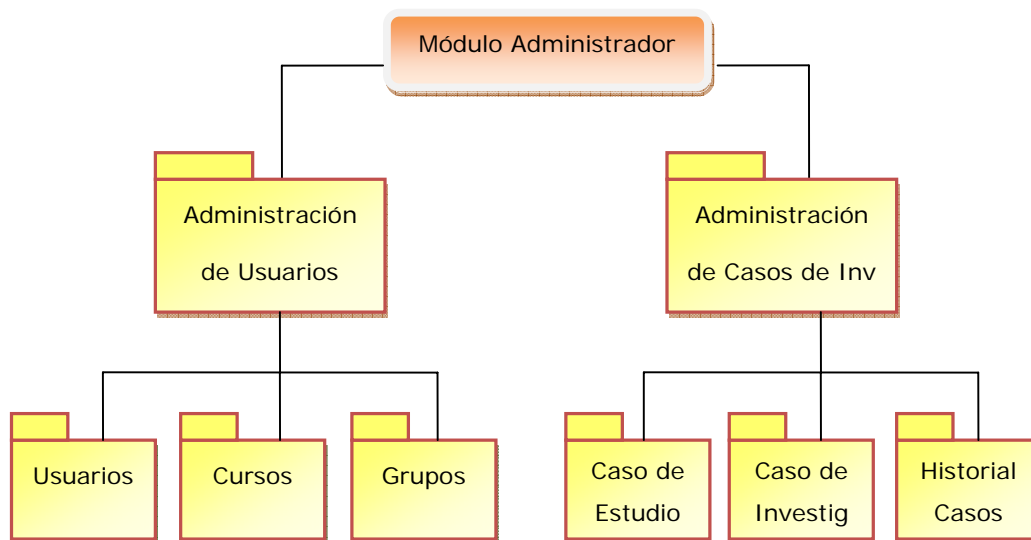 Módulo Administrador
Administración
de Usuarios
Administración
de Casos de Inv
Usuarios
Cursos
Grupos
Caso de
Estudio
Caso de
Investig
Historial
Casos